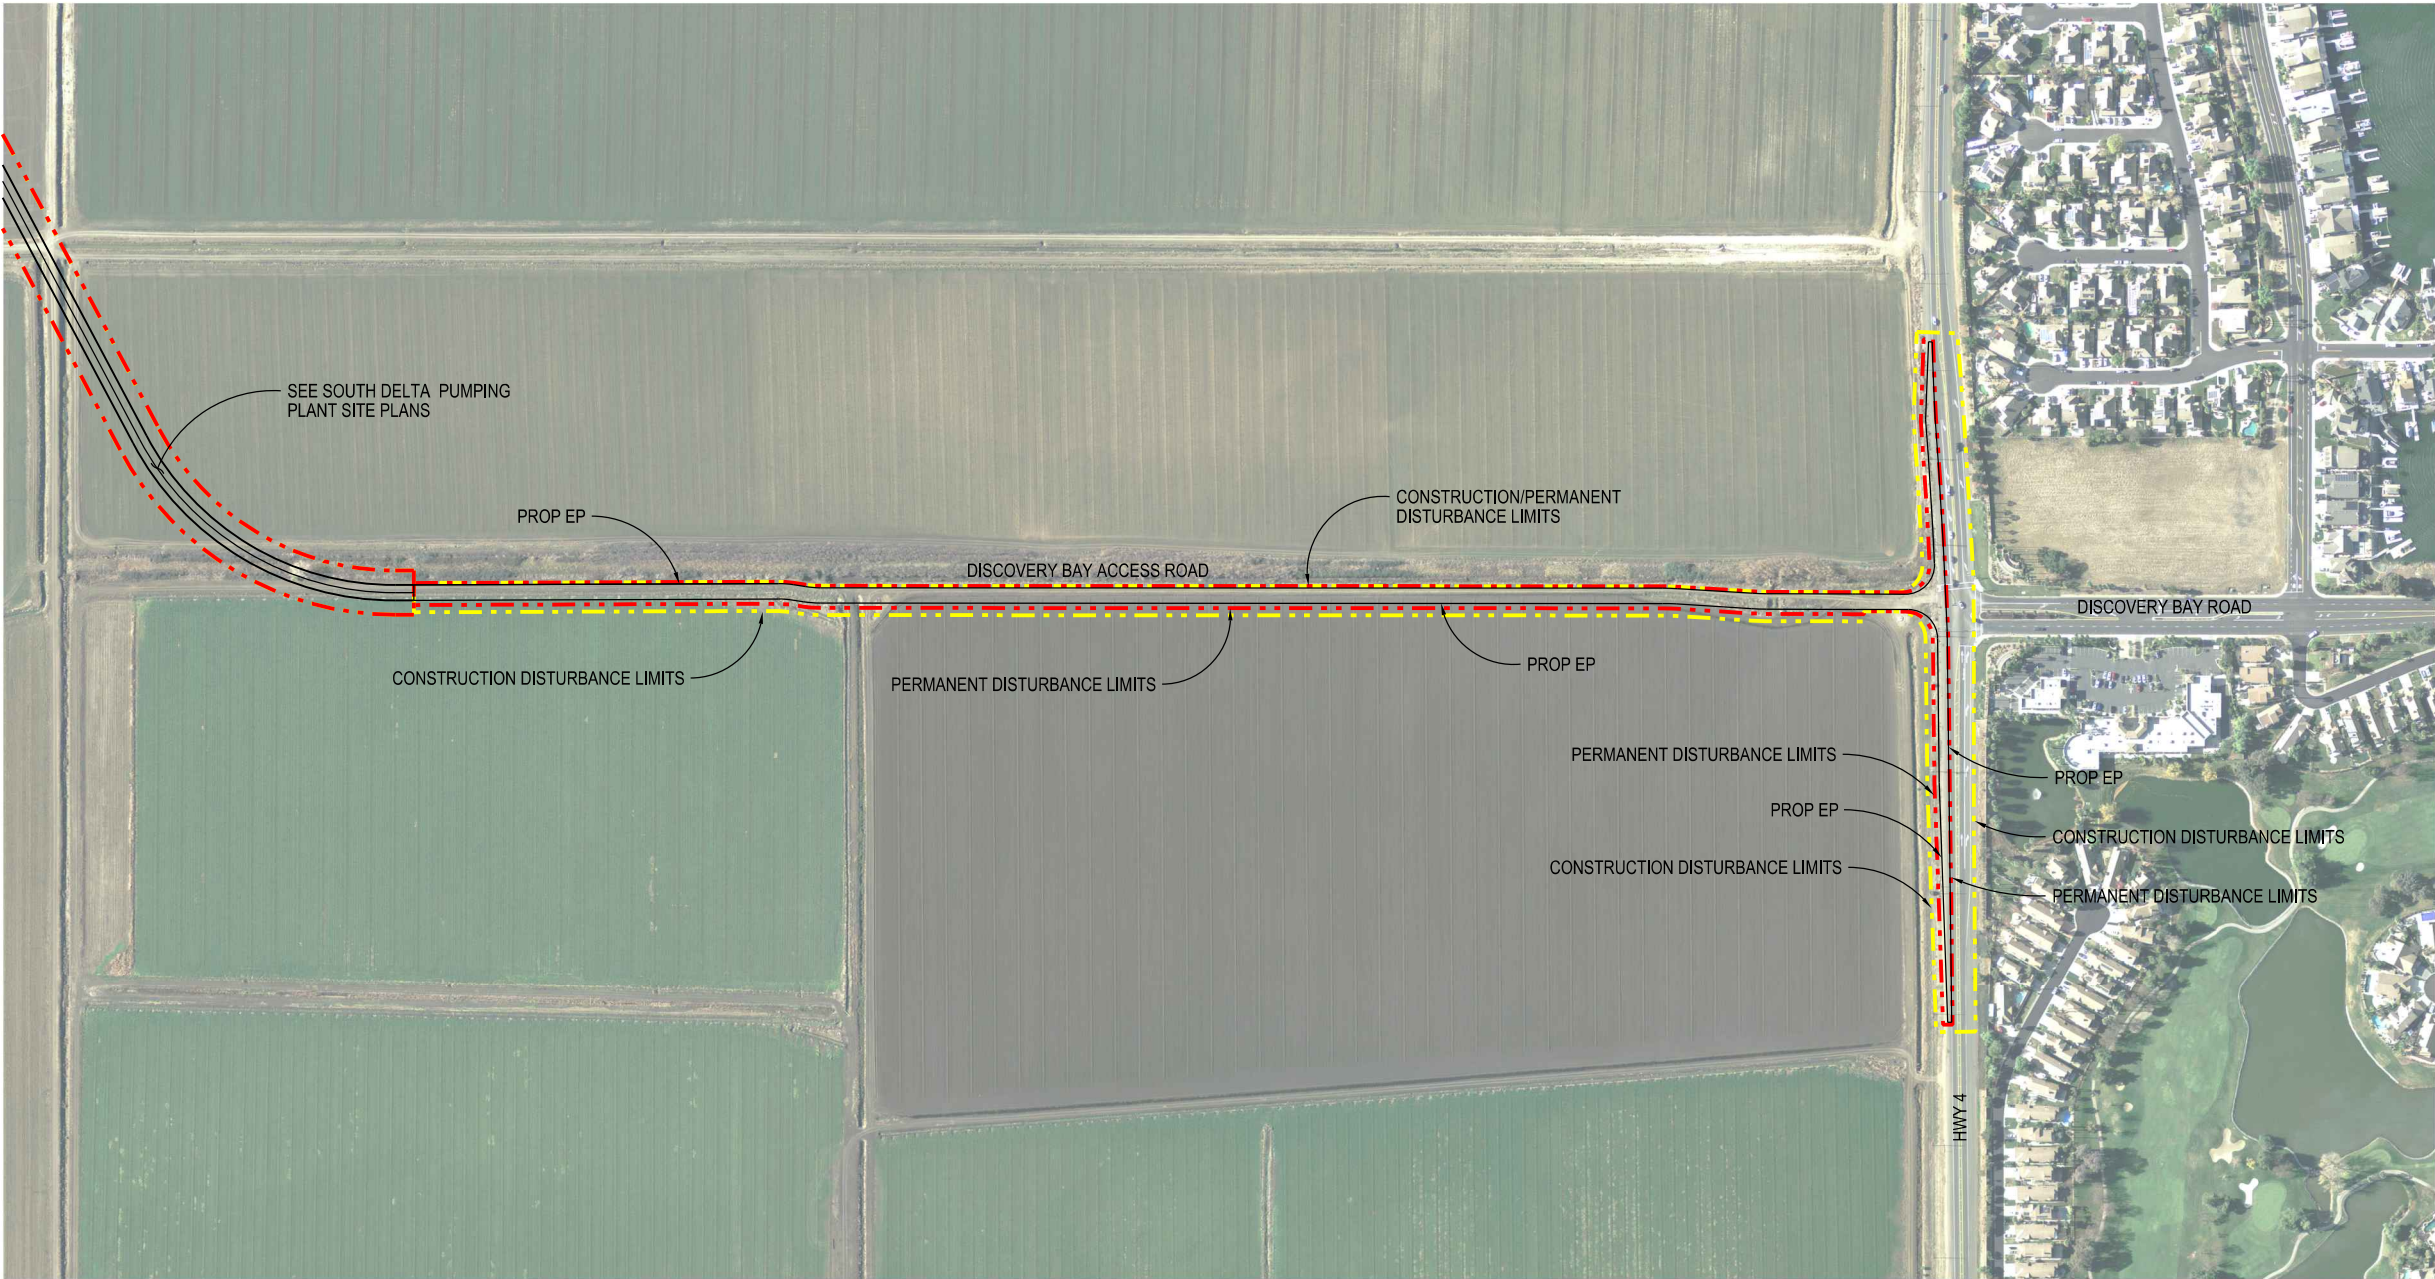 SEE SOUTH DELTA PUMPING
PLANT SITE PLANS
PROP EP
CONSTRUCTION/PERMANENT
DISTURBANCE LIMITS
DISCOVERY BAY ACCESS ROAD
DISCOVERY BAY ROAD
CONSTRUCTION DISTURBANCE LIMITS
PERMANENT DISTURBANCE LIMITS
PROP EP
PERMANENT DISTURBANCE LIMITS
PROP EP
PROP EP
CONSTRUCTION DISTURBANCE LIMITS
CONSTRUCTION DISTURBANCE LIMITS
PERMANENT DISTURBANCE LIMITS
HWY 4